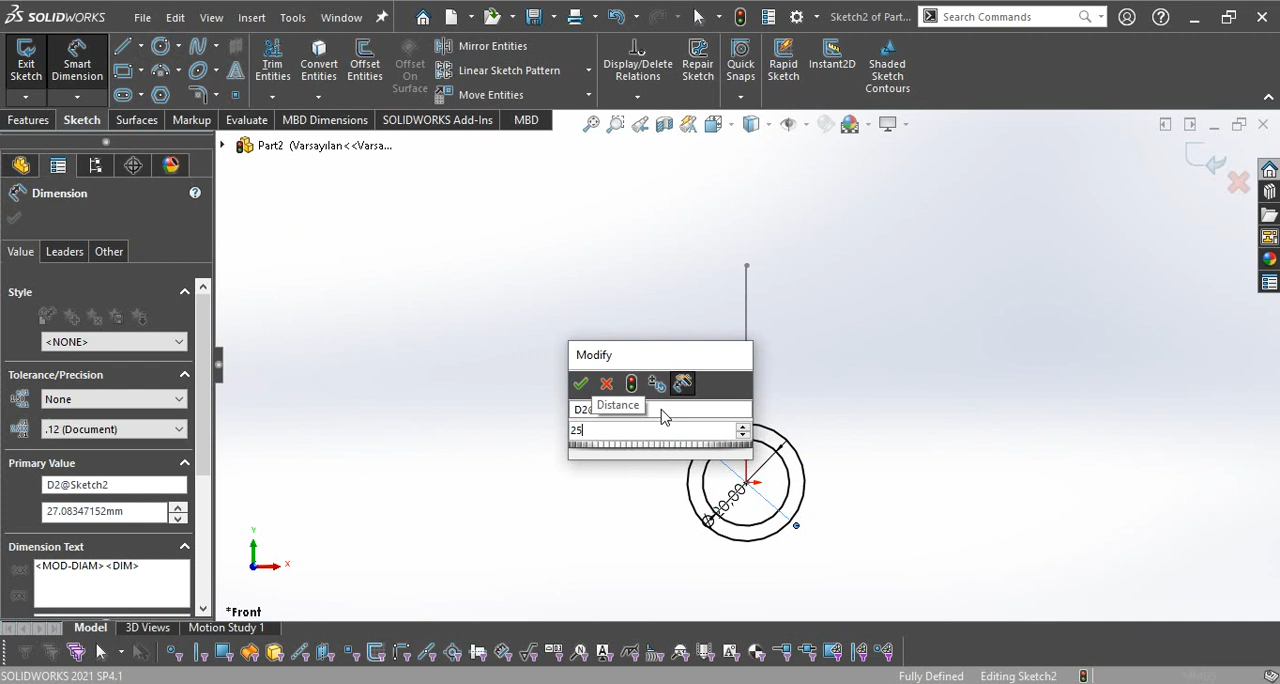 SOLIDWORKS File Edit View Insert Tools Window Sketch2 of Part... Search Commands
Exit Sketch
Smart Dimension
Trim Entities
Convert Entities
Offset Entities
Offset On Surface
Mirror Entities
Linear Sketch Pattern
Move Entities
Display/Delete Relations
Repair Sketch
Quick Snaps
Rapid Sketch
Instant2D
Shaded Sketch Contours
Features Sketch Surfaces Markup Evaluate MBD Dimensions SOLIDWORKS Add-Ins MBD
Part2 (Varsayılan<<Varsa...
Dimension
Value Leaders Other
Style
<NONE>
Tolerance/Precision
None
.12 (Document)
Primary Value
D2@Sketch2
27.08347152mm
Dimension Text
<MOD-DIAM><DIM>
Modify
Distance
25
Ø20,00
Y
X
*Front
Model 3D Views Motion Study 1
SOLIDWORKS 2021 SP4.1 Fully Defined Editing Sketch2